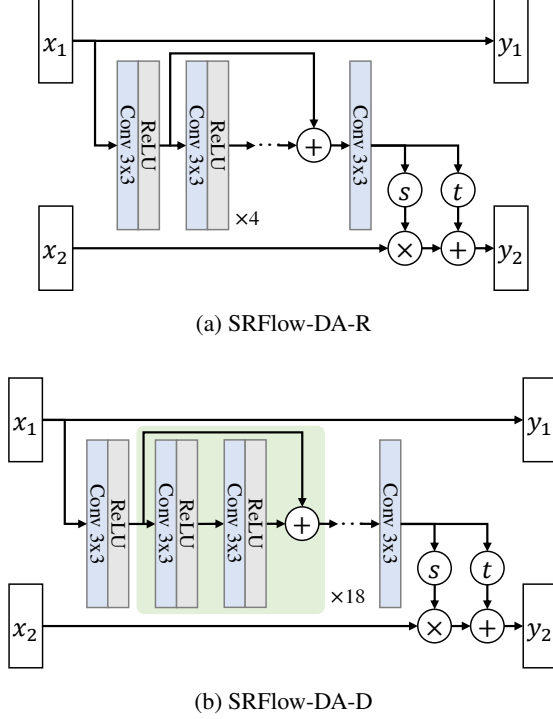 x₁
y₁
Conv 3x3
ReLU
Conv 3x3
ReLU
...
+
Conv 3x3
×4
s
t
x₂
×
+
y₂
(a) SRFlow-DA-R
x₁
y₁
Conv 3x3
ReLU
Conv 3x3
ReLU
Conv 3x3
ReLU
+
...
Conv 3x3
×18
s
t
x₂
×
+
y₂
(b) SRFlow-DA-D